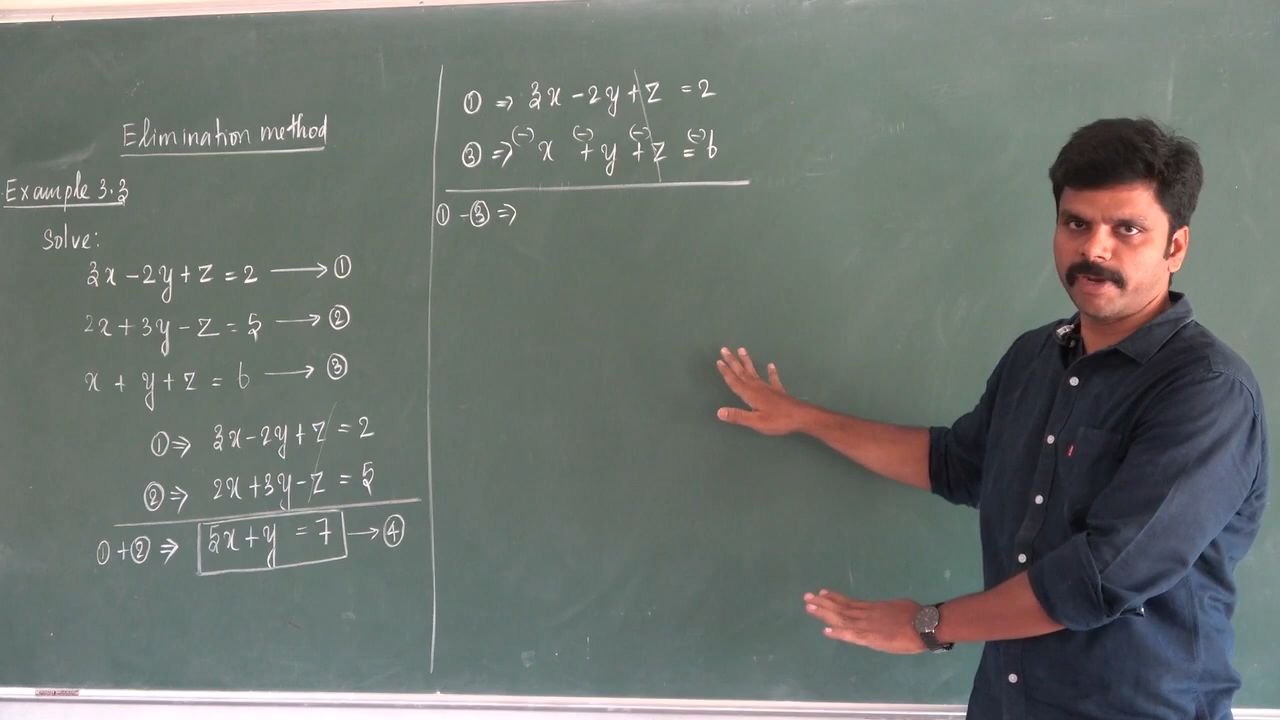 Elimination method
Example 3.3
Solve:
3x - 2y + z = 2 ⟶ ①
2x + 3y - z = 5 ⟶ ②
x + y + z = 6 ⟶ ③
① ⇒ 3x - 2y + z = 2
② ⇒ 2x + 3y - z = 5
① + ② ⇒ 5x + y = 7 ⟶ ④
① ⇒ 3x - 2y + z = 2
(-) (-) (-) (-)
③ ⇒ x + y + z = 6
① - ③ ⇒